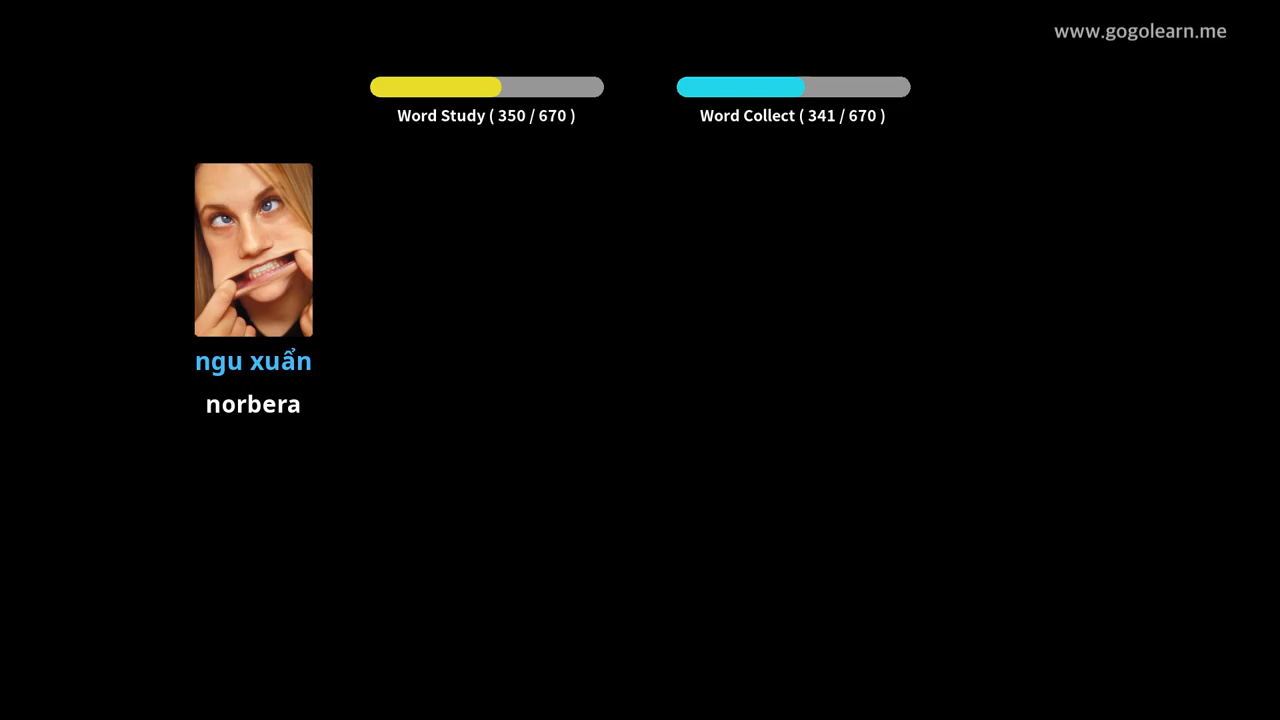 www.gogolearn.me
Word Study ( 350 / 670 )
Word Collect ( 341 / 670 )
ngu xuẩn
norbera